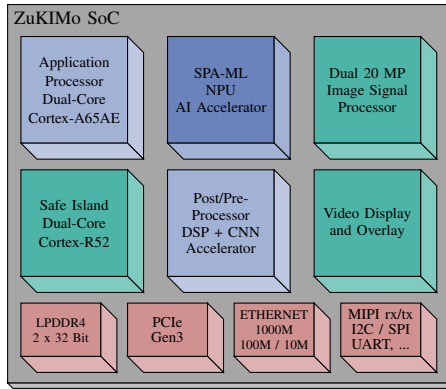 ZuKIMo SoC
Application
Processor
Dual-Core
Cortex-A65AE
SPA-ML
NPU
AI Accelerator
Dual 20 MP
Image Signal
Processor
Safe Island
Dual-Core
Cortex-R52
Post/Pre-
Processor
DSP + CNN
Accelerator
Video Display
and Overlay
LPDDR4
2 x 32 Bit
PCIe
Gen3
ETHERNET
1000M
100M / 10M
MIPI rx/tx
I2C / SPI
UART, ...